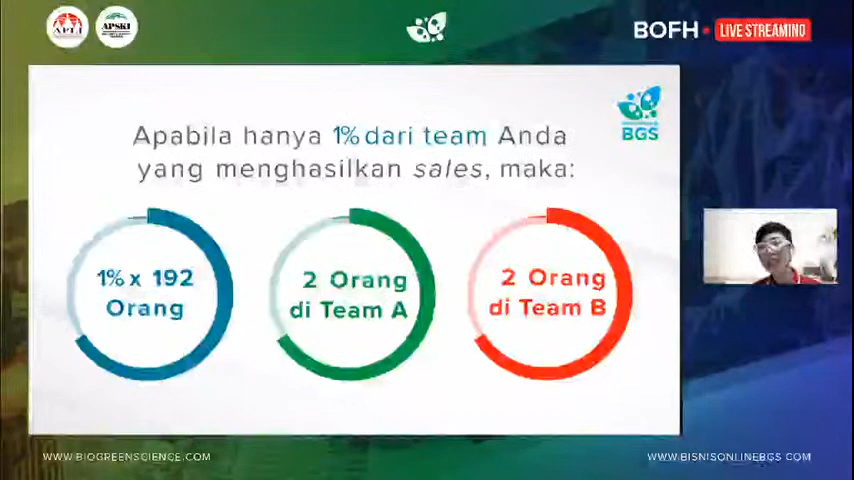 APLI
APSKI
BOFH • LIVE STREAMING
BGS
Apabila hanya 1% dari team Anda
yang menghasilkan sales, maka:
1% x 192
Orang
2 Orang
di Team A
2 Orang
di Team B
WWW.BIOGREENSCIENCE.COM
WWW.BISNISONLINEBGS.COM